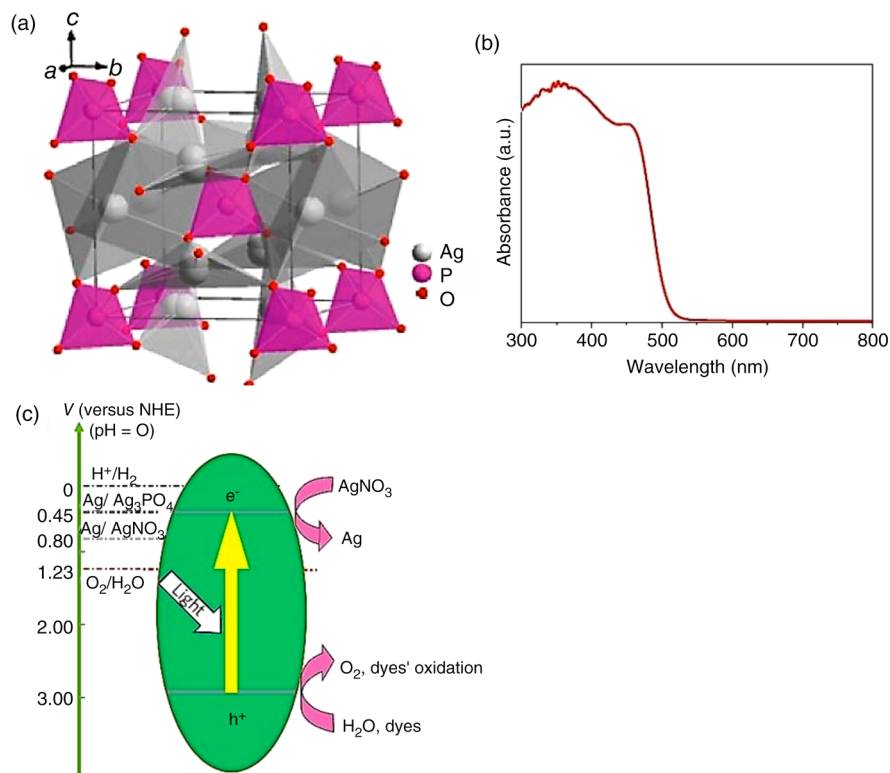 (a)
c
a
b
Ag
P
O
(b)
Absorbance (a.u.)
300
400
500
600
700
800
Wavelength (nm)
(c)
V (versus NHE)
(pH = O)
H⁺/H₂
0
Ag/ Ag₃PO₄
0.45
Ag/ AgNO₃
0.80
1.23
O₂/H₂O
2.00
3.00
e⁻
Light
h⁺
AgNO₃
Ag
O₂, dyes' oxidation
H₂O, dyes